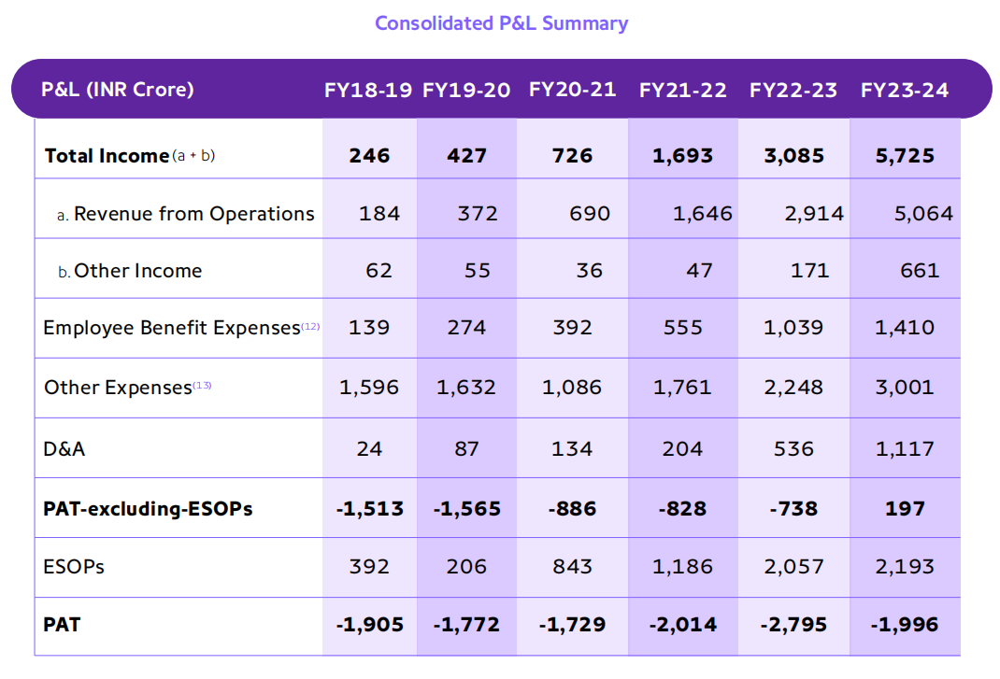 Consolidated P&L Summary
P&L (INR Crore) FY18-19 FY19-20 FY20-21 FY21-22 FY22-23 FY23-24
Total Income (a + b) 246 427 726 1,693 3,085 5,725
a. Revenue from Operations 184 372 690 1,646 2,914 5,064
b. Other Income 62 55 36 47 171 661
Employee Benefit Expenses(12) 139 274 392 555 1,039 1,410
Other Expenses(13) 1,596 1,632 1,086 1,761 2,248 3,001
D&A 24 87 134 204 536 1,117
PAT-excluding-ESOPs -1,513 -1,565 -886 -828 -738 197
ESOPs 392 206 843 1,186 2,057 2,193
PAT -1,905 -1,772 -1,729 -2,014 -2,795 -1,996